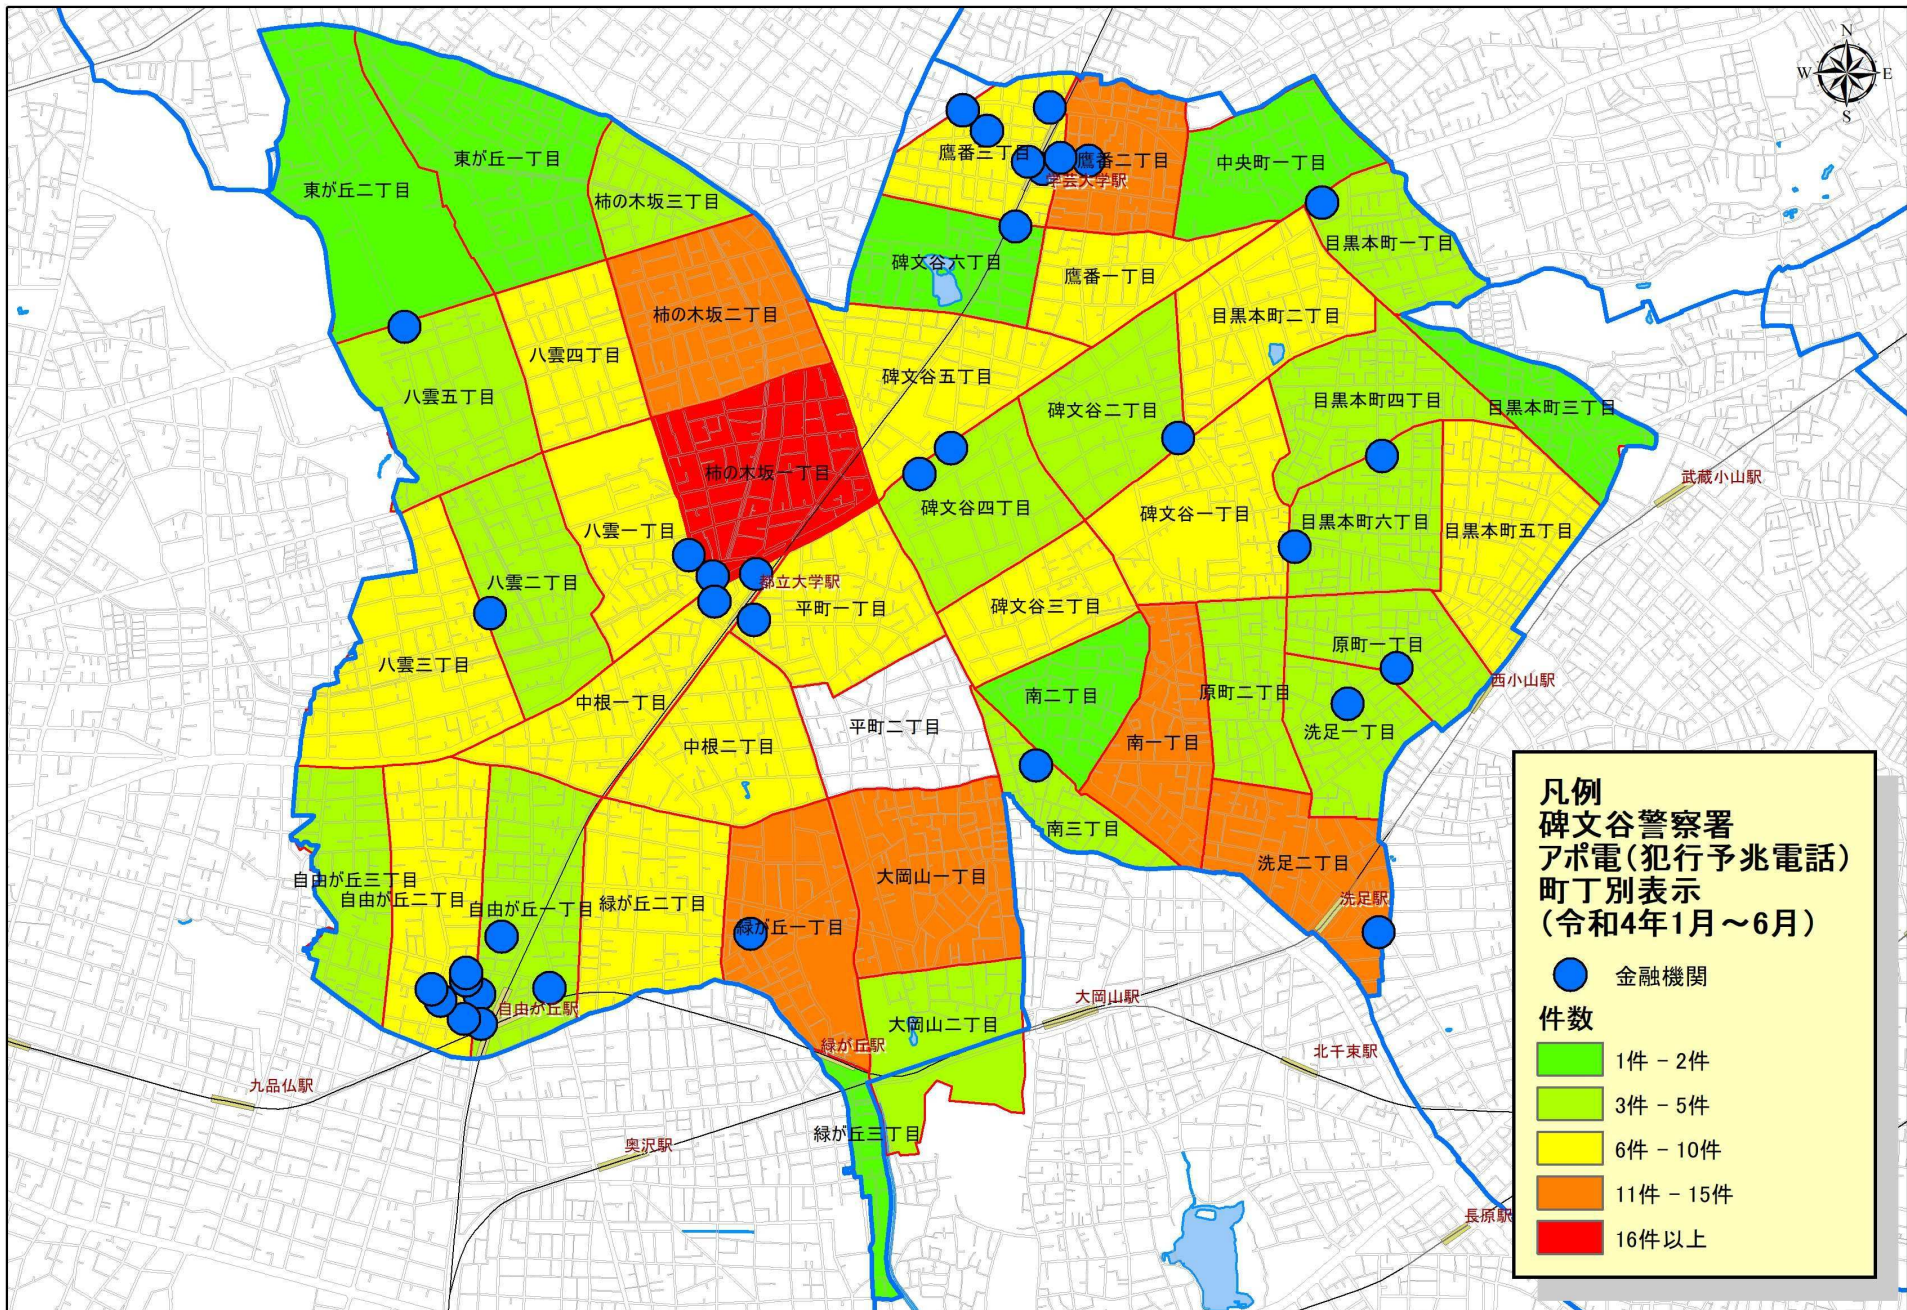 N
W
E
S
東が丘一丁目
東が丘二丁目
柿の木坂三丁目
鷹番三丁目
鷹番二丁目
学芸大学駅
中央町一丁目
目黒本町一丁目
碑文谷六丁目
鷹番一丁目
柿の木坂二丁目
目黒本町二丁目
八雲四丁目
碑文谷五丁目
八雲五丁目
碑文谷二丁目
目黒本町四丁目
目黒本町三丁目
柿の木坂一丁目
武蔵小山駅
碑文谷四丁目
碑文谷一丁目
目黒本町六丁目
目黒本町五丁目
八雲一丁目
八雲二丁目
都立大学駅
平町一丁目
碑文谷三丁目
原町一丁目
八雲三丁目
西小山駅
南二丁目
原町二丁目
中根一丁目
平町二丁目
洗足一丁目
中根二丁目
南一丁目
南三丁目
洗足二丁目
大岡山一丁目
自由が丘三丁目
自由が丘二丁目
洗足駅
自由が丘一丁目
緑が丘二丁目
緑が丘一丁目
大岡山駅
自由が丘駅
大岡山二丁目
緑が丘駅
北千束駅
九品仏駅
緑が丘三丁目
奥沢駅
長原駅
凡例
碑文谷警察署
アポ電(犯行予兆電話)
町丁別表示
(令和4年1月～6月)
金融機関
件数
1件 - 2件
3件 - 5件
6件 - 10件
11件 - 15件
16件以上